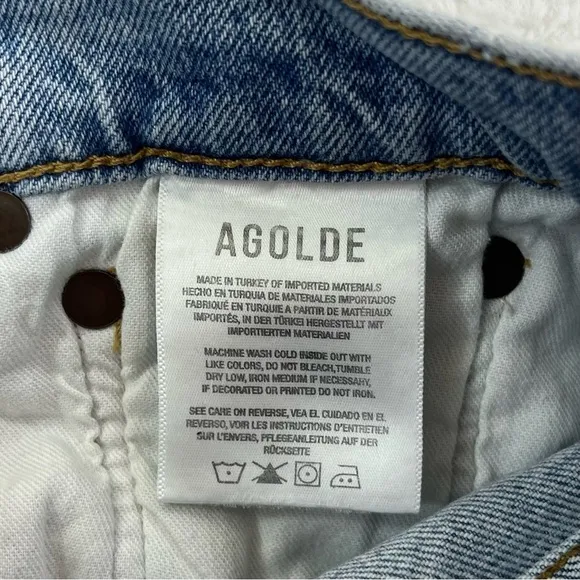 AGOLDE
MADE IN TURKEY OF IMPORTED MATERIALS
HECHO EN TURQUIA DE MATERIALES IMPORTADOS
FABRIQUÉ EN TURQUIE A PARTIR DE MATÉRIAUX
IMPORTÉS, IN DER TÜRKEI HERGESTELLT MIT
IMPORTIERTEN MATERIALIEN
MACHINE WASH COLD INSIDE OUT WITH
LIKE COLORS, DO NOT BLEACH,TUMBLE
DRY LOW, IRON MEDIUM IF NECESSARY,
IF DECORATED OR PRINTED DO NOT IRON.
SEE CARE ON REVERSE, VEA EL CUIDADO EN EL
REVERSO, VOIR LES INSTRUCTIONS D'ENTRETIEN
SUR L'ENVERS, PFLEGEANLEITUNG AUF DER
RÜCKSEITE